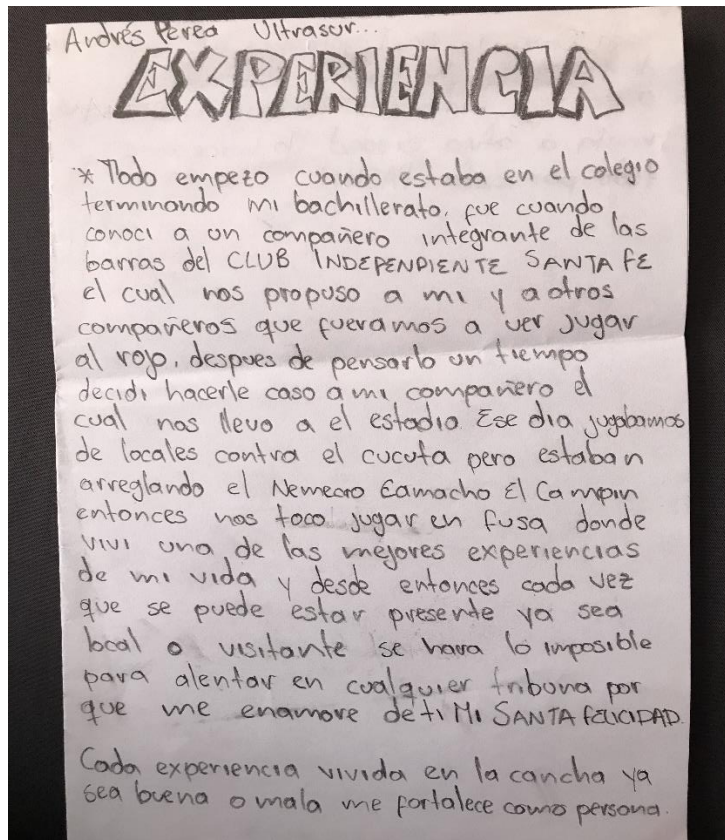 Andrés Perea Ultrasur...
EXPERIENCIA
* Todo empezo cuando estaba en el colegio
terminando mi bachillerato, fue cuando
conoci a un compañero integrante de las
barras del CLUB INDEPENDIENTE SANTA FE
el cual nos propuso a mi y a otros
compañeros que fueramos a ver jugar
al rojo, despues de pensarlo un tiempo
decidi hacerle caso a mi compañero el
cual nos llevo a el estadio Ese dia jugabamos
de locales contra el cucuta pero estaban
arreglando el Nemecio Camacho El Campin
entonces nos toco jugar en fusa donde
vivi una de las mejores experiencias
de mi vida y desde entonces cada vez
que se puede estar presente ya sea
local o visitante se hara lo imposible
para alentar en cualquier tribuna por
que me enamore de ti MI SANTA FELICIDAD.
Cada experiencia vivida en la cancha ya
sea buena o mala me fortalece como persona.